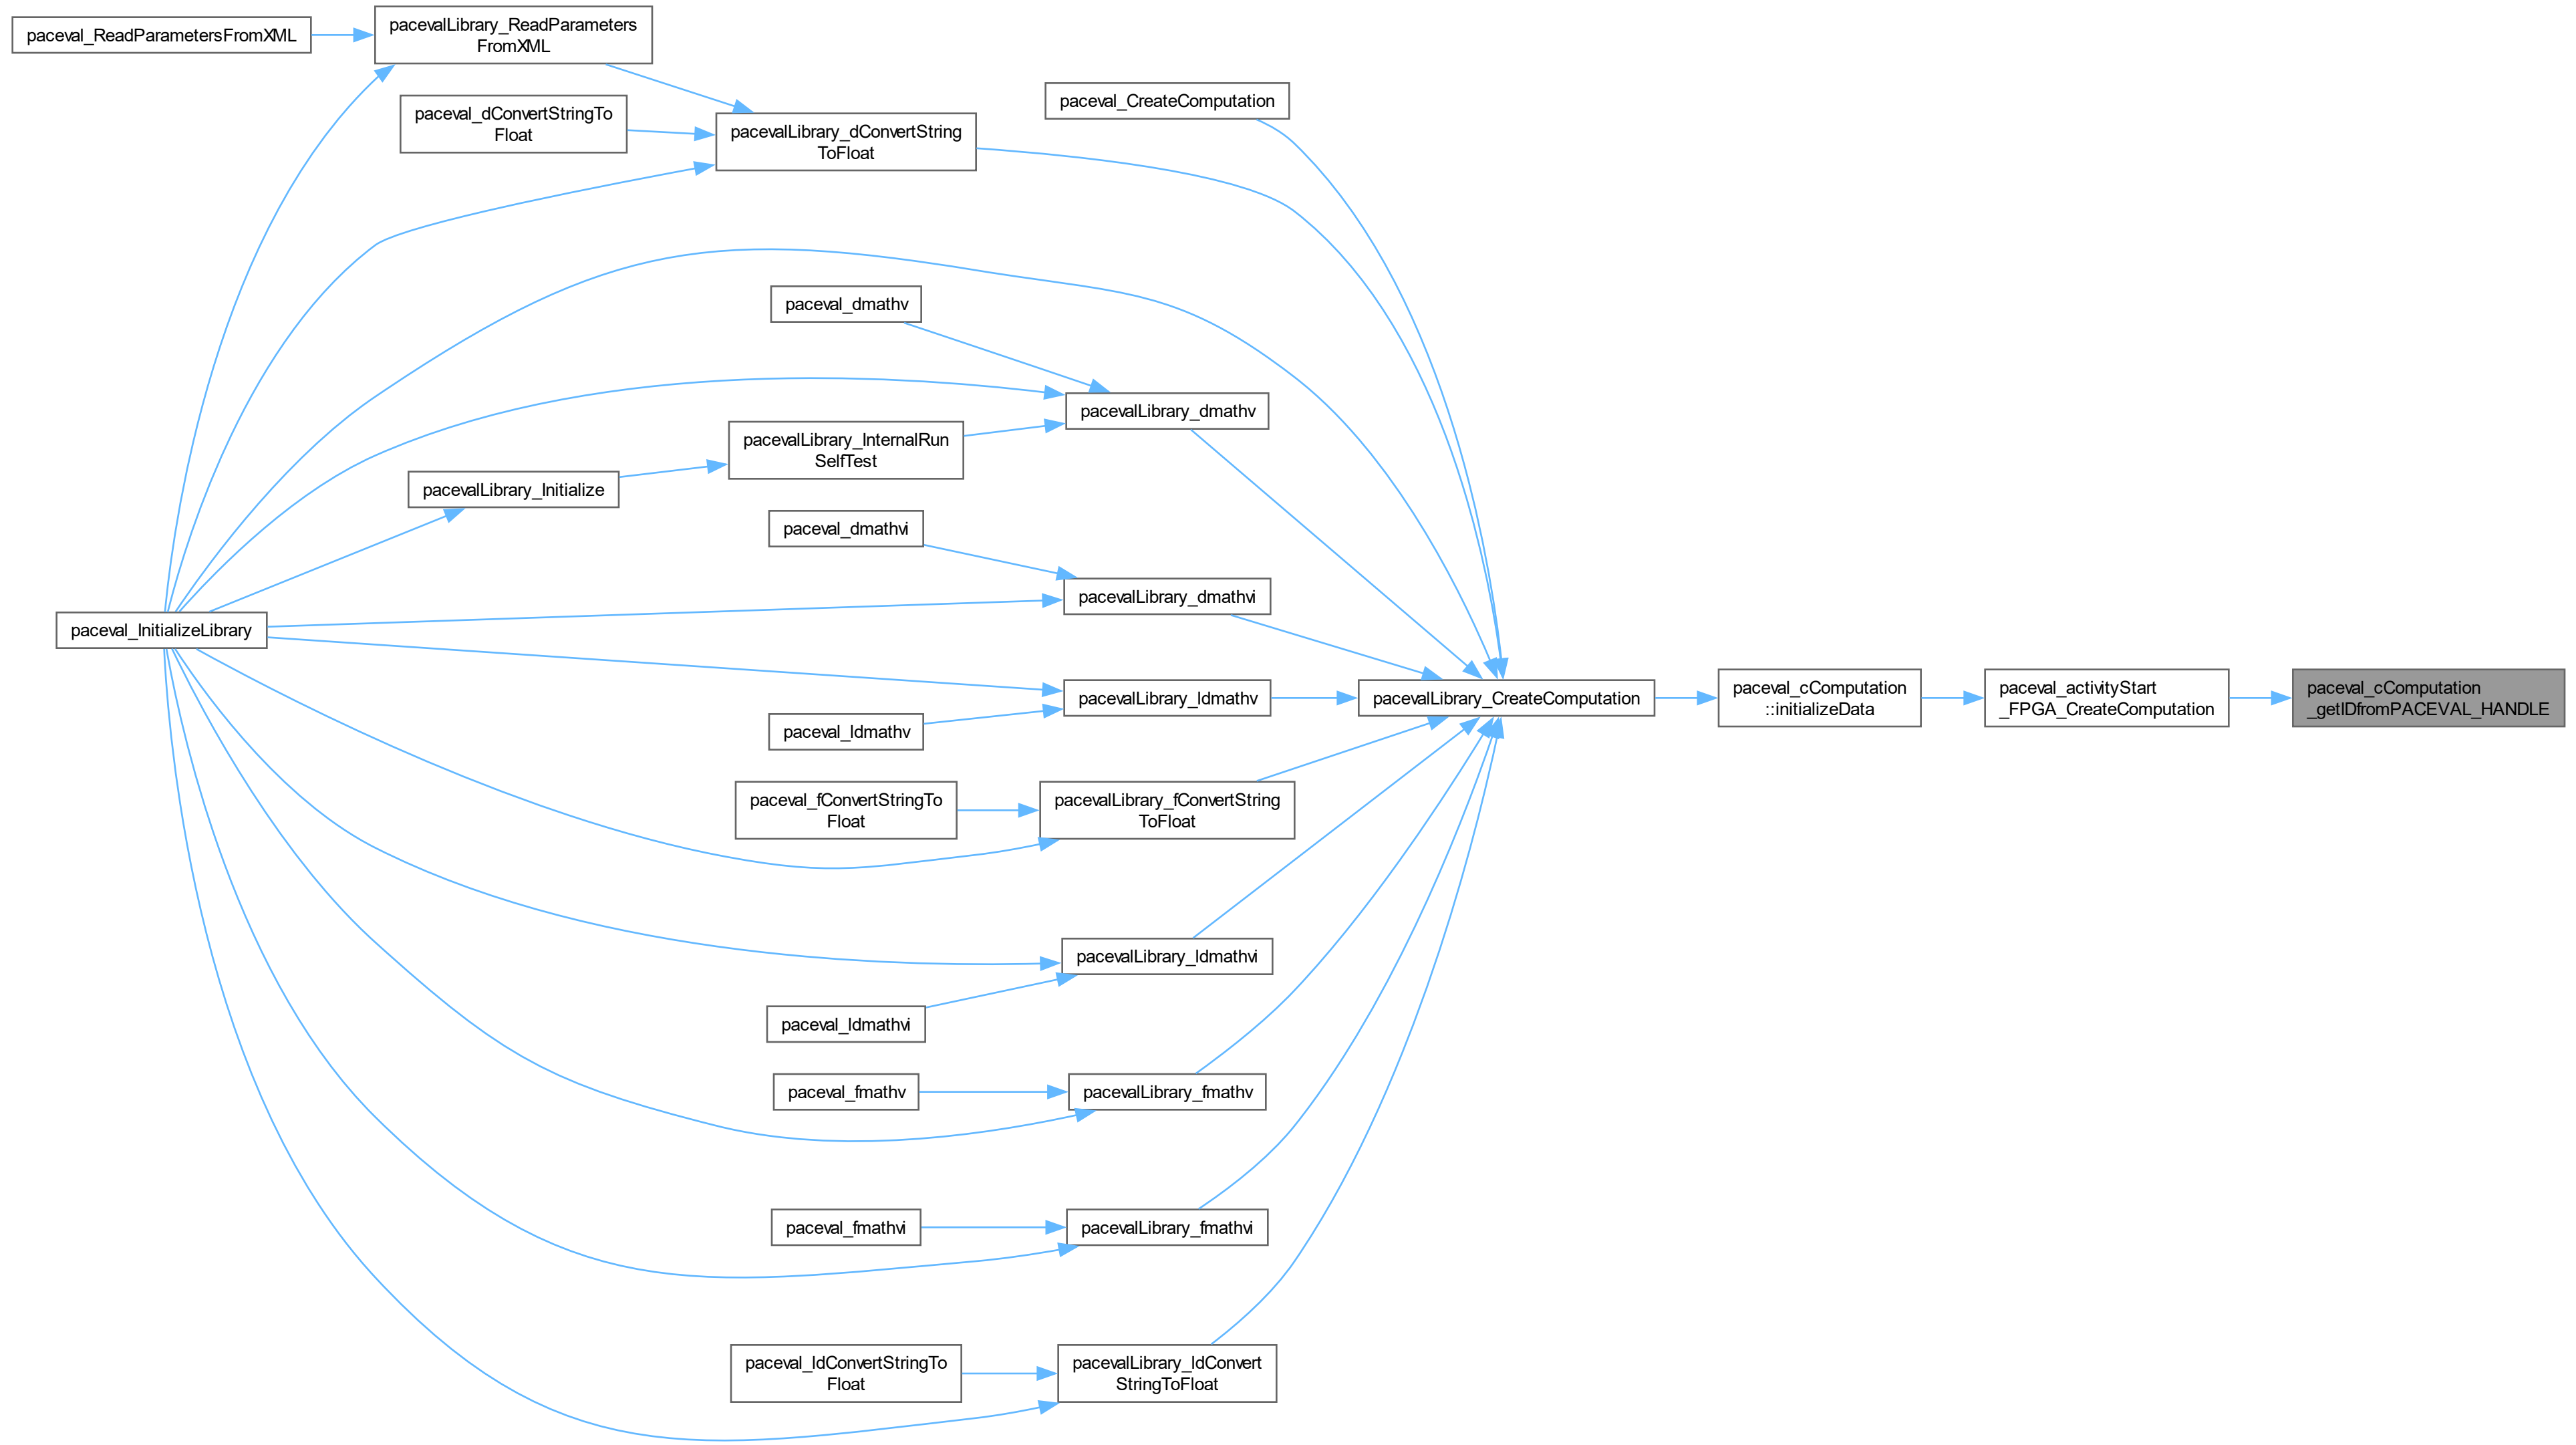 paceval_ReadParametersFromXML
pacevalLibrary_ReadParameters
FromXML
paceval_CreateComputation
paceval_dConvertStringTo
Float
pacevalLibrary_dConvertString
ToFloat
paceval_dmathv
pacevalLibrary_dmathv
pacevalLibrary_InternalRun
SelfTest
pacevalLibrary_Initialize
paceval_dmathvi
pacevalLibrary_dmathvi
paceval_InitializeLibrary
pacevalLibrary_ldmathv
paceval_ldmathv
pacevalLibrary_CreateComputation
paceval_cComputation
::initializeData
paceval_activityStart
_FPGA_CreateComputation
paceval_cComputation
_getIDfromPACEVAL_HANDLE
paceval_fConvertStringTo
Float
pacevalLibrary_fConvertString
ToFloat
pacevalLibrary_ldmathvi
paceval_ldmathvi
paceval_fmathv
pacevalLibrary_fmathv
paceval_fmathvi
pacevalLibrary_fmathvi
paceval_ldConvertStringTo
Float
pacevalLibrary_ldConvert
StringToFloat